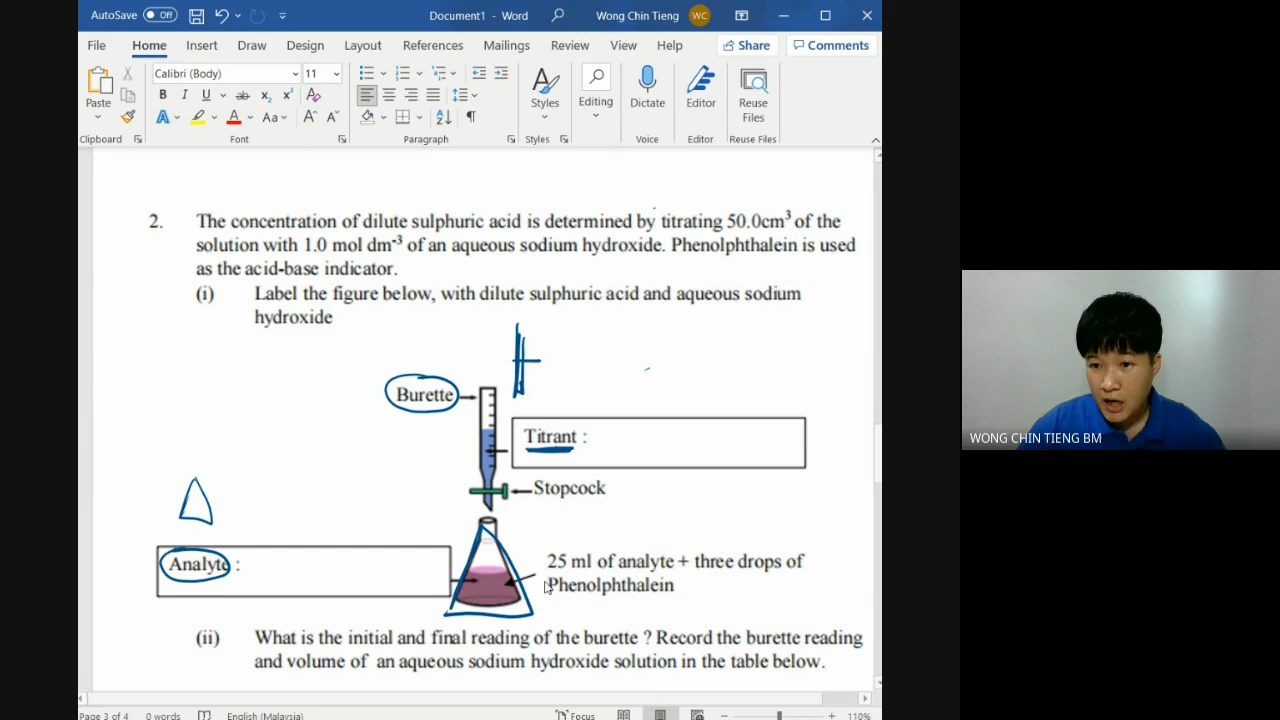 AutoSave Off Document1 - Word Wong Chin Tieng WC
File Home Insert Draw Design Layout References Mailings Review View Help Share Comments
Calibri (Body) 11
Paste
B I U ab x₂ x² A
A A Aa A A
Styles Editing Dictate Editor Reuse Files
Clipboard Font Paragraph Styles Voice Editor Reuse Files
2. The concentration of dilute sulphuric acid is determined by titrating 50.0cm³ of the
solution with 1.0 mol dm⁻³ of an aqueous sodium hydroxide. Phenolphthalein is used
as the acid-base indicator.
(i) Label the figure below, with dilute sulphuric acid and aqueous sodium
hydroxide
Burette
Titrant :
Stopcock
Analyte :
25 ml of analyte + three drops of
Phenolphthalein
(ii) What is the initial and final reading of the burette ? Record the burette reading
and volume of an aqueous sodium hydroxide solution in the table below.
Page 3 of 4 0 words English (Malaysia) Focus 110%
WONG CHIN TIENG BM